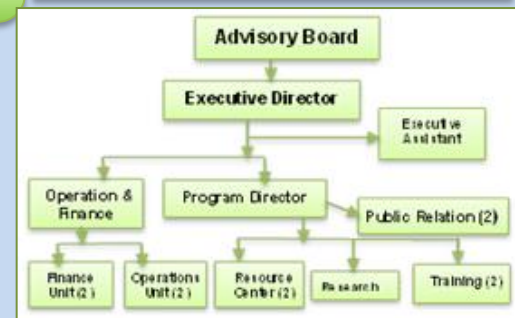 Advisory Board
Executive Director
Executive
Assistant
Operation &
Finance
Program Director
Public Relation (2)
Finance
Unit (2)
Operations
Unit (2)
Resource
Center (2)
Research
Training (2)